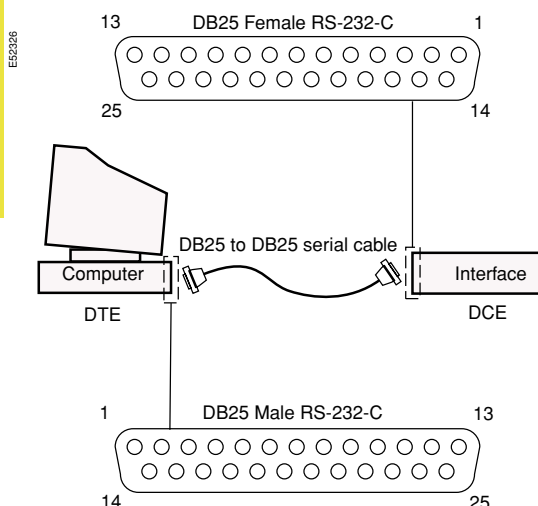 E52326
13 DB25 Female RS-232-C 1
25 14
DB25 to DB25 serial cable
Computer Interface
DTE DCE
1 DB25 Male RS-232-C 13
14 25